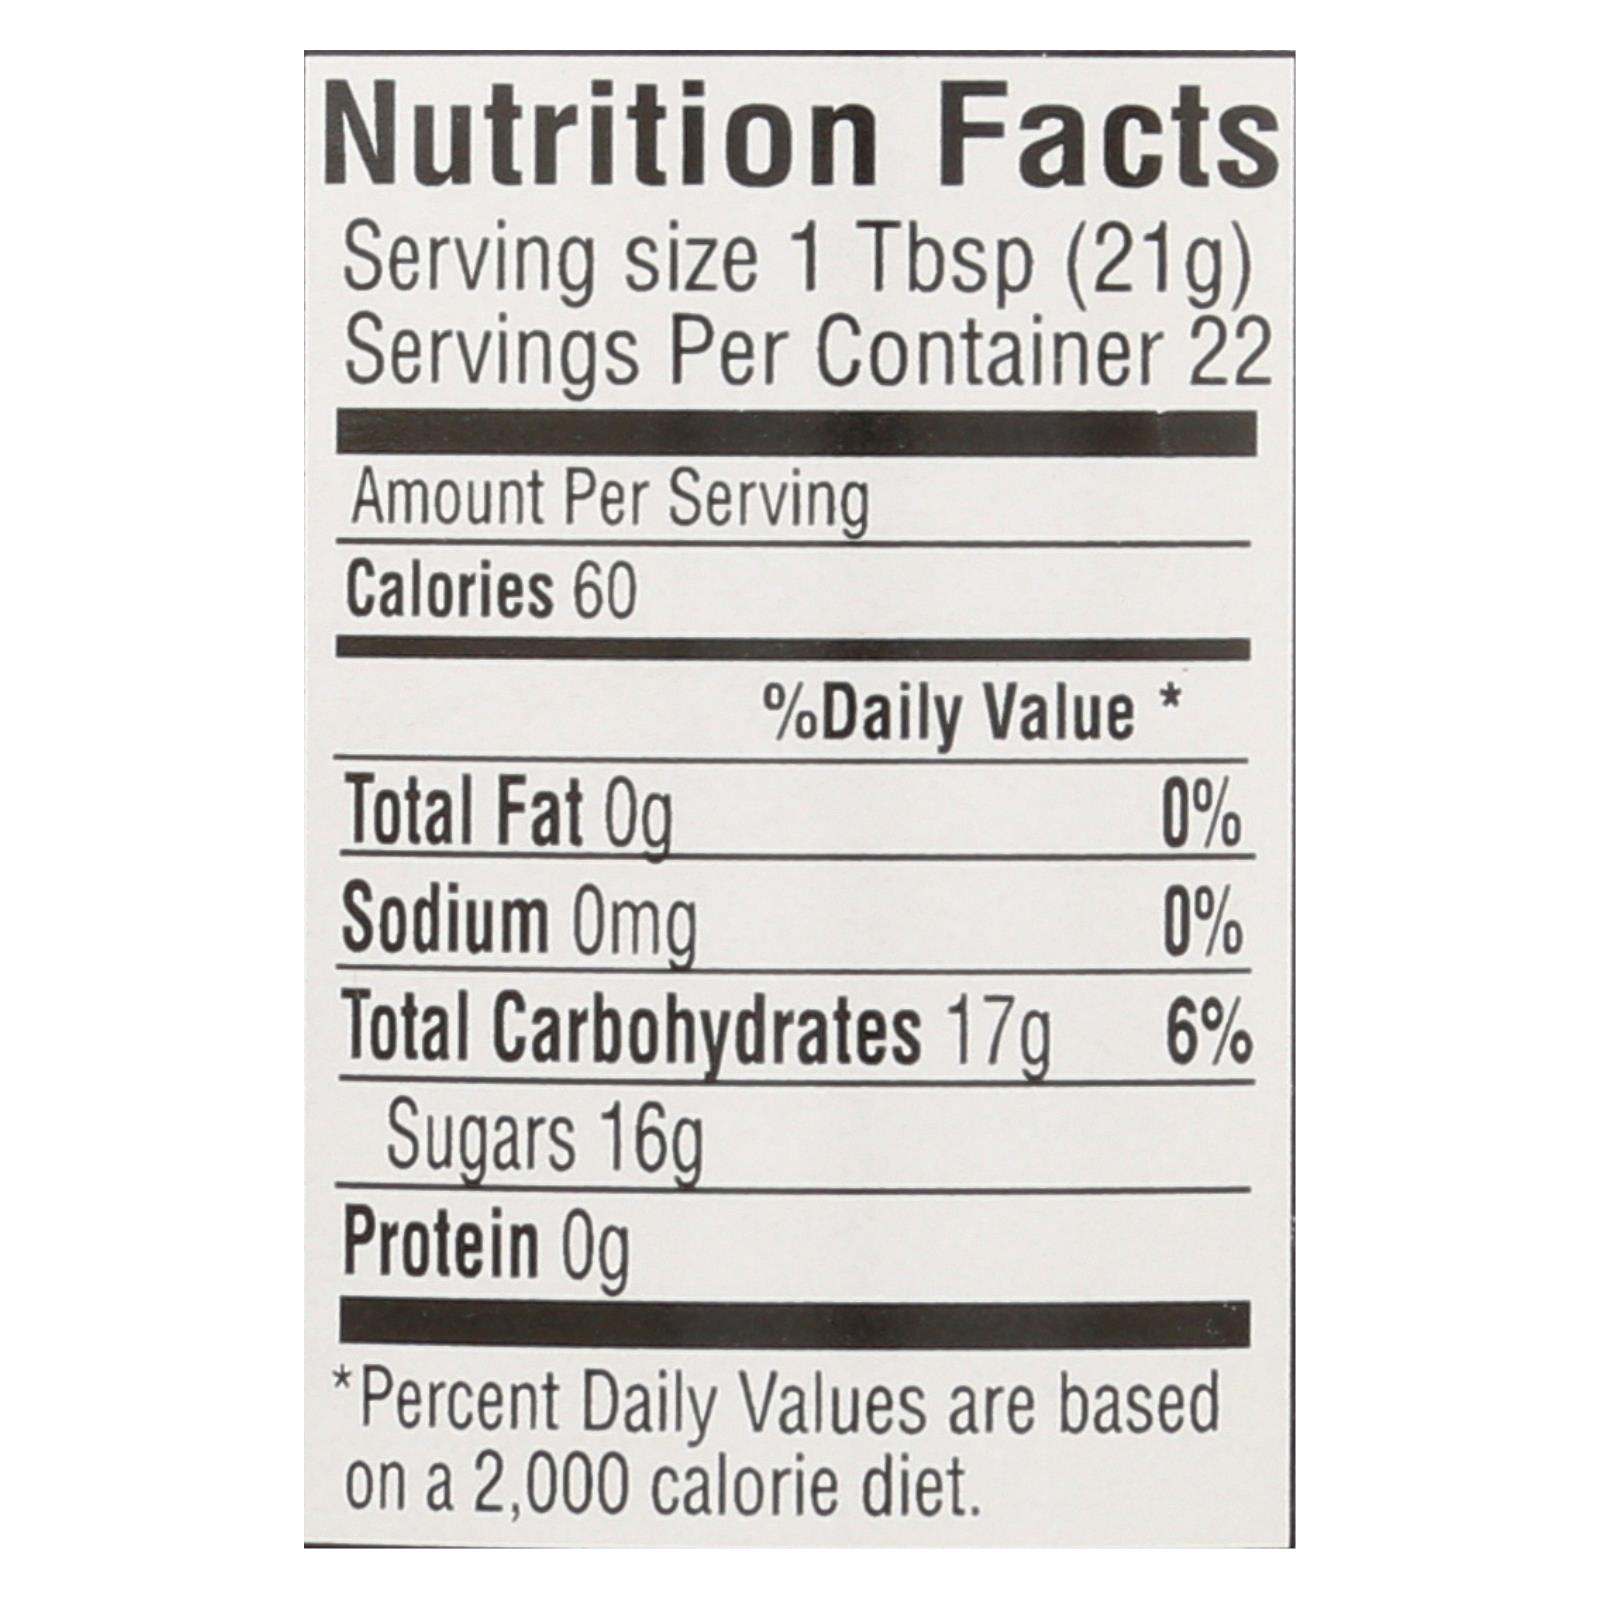 Nutrition Facts
Serving size 1 Tbsp (21g)
Servings Per Container 22
Amount Per Serving
Calories 60
%Daily Value *
Total Fat 0g 0%
Sodium 0mg 0%
Total Carbohydrates 17g 6%
Sugars 16g
Protein 0g
*Percent Daily Values are based
on a 2,000 calorie diet.